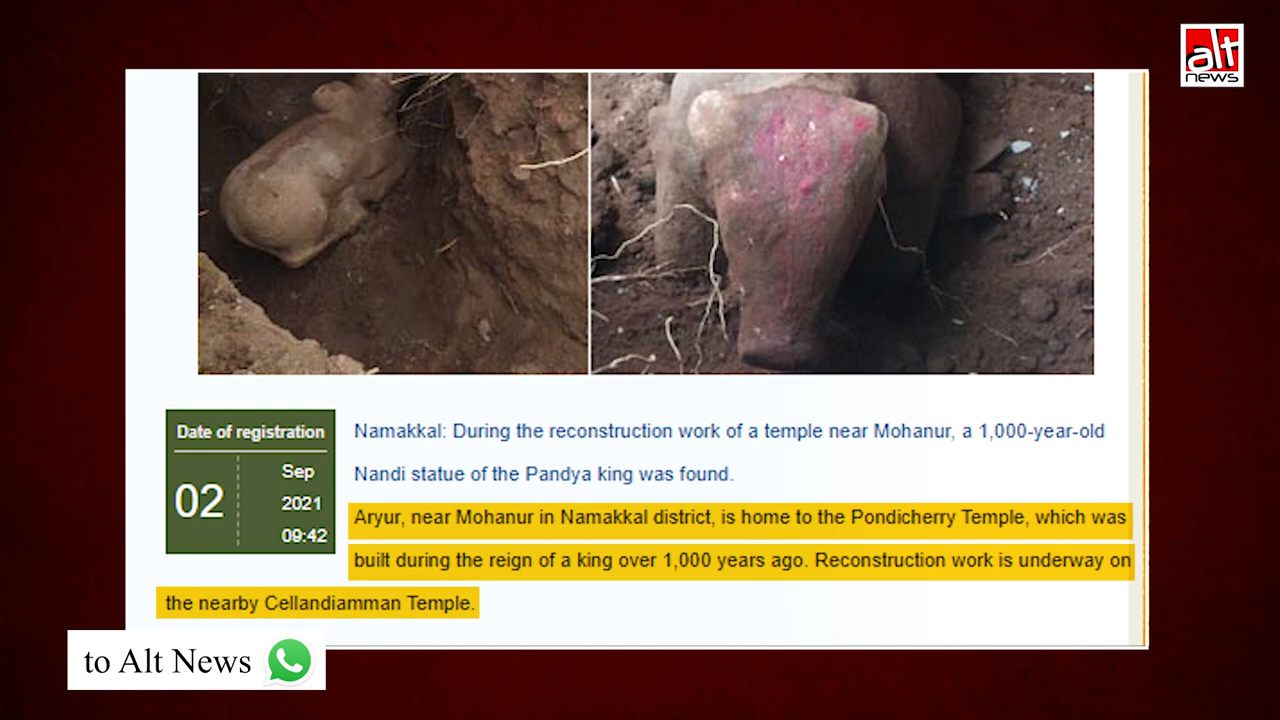 alt
news
Date of registration
02
Sep
2021
09:42
Namakkal: During the reconstruction work of a temple near Mohanur, a 1,000-year-old
Nandi statue of the Pandya king was found.
Aryur, near Mohanur in Namakkal district, is home to the Pondicherry Temple, which was
built during the reign of a king over 1,000 years ago. Reconstruction work is underway on
the nearby Cellandiamman Temple.
to Alt News